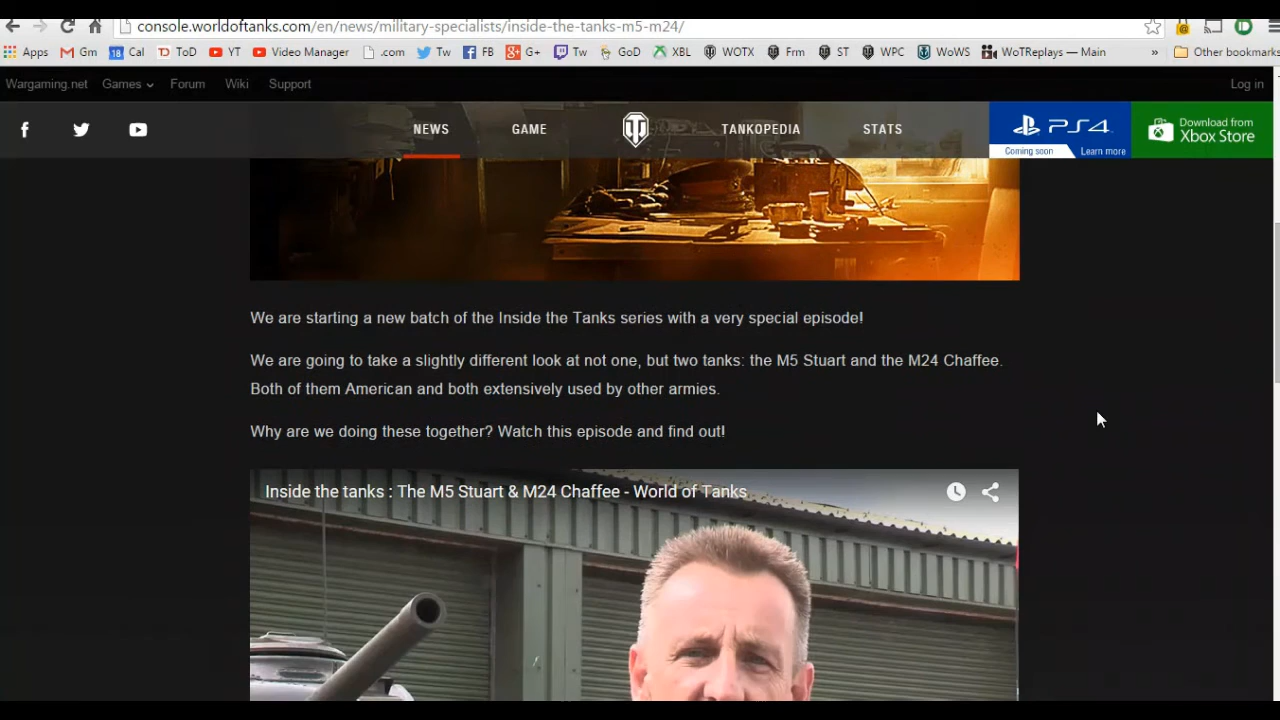 console.worldoftanks.com/en/news/military-specialists/inside-the-tanks-m5-m24/
Apps Gm 18 Cal ToD YT Video Manager .com Tw FB G+ Tw GoD XBL WOTX Frm ST WPC WoWS WoTReplays — Main » Other bookmarks
Wargaming.net Games Forum Wiki Support Log in
NEWS GAME TANKOPEDIA STATS
PS4
Coming soon Learn more
Download from
Xbox Store
We are starting a new batch of the Inside the Tanks series with a very special episode!
We are going to take a slightly different look at not one, but two tanks: the M5 Stuart and the M24 Chaffee.
Both of them American and both extensively used by other armies.
Why are we doing these together? Watch this episode and find out!
Inside the tanks : The M5 Stuart & M24 Chaffee - World of Tanks